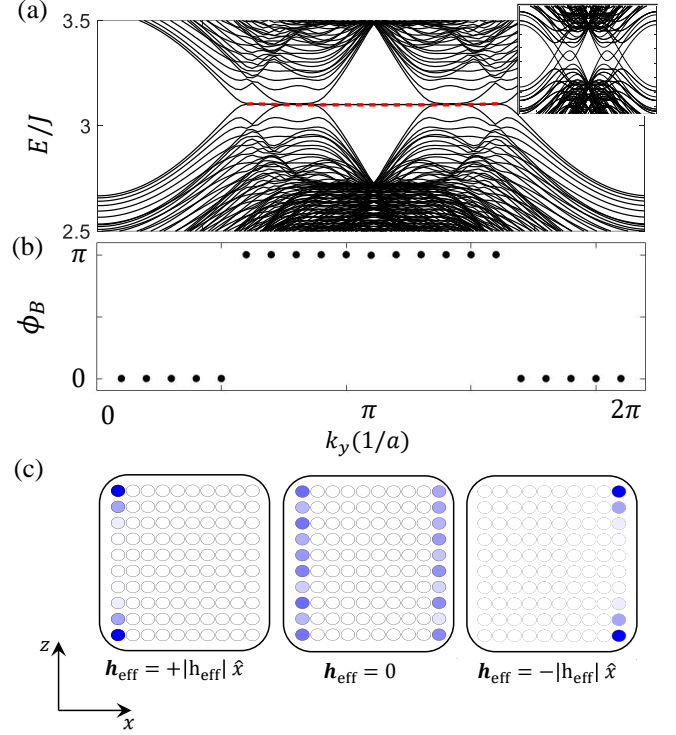 (a)
3.5
3
2.5
E/J
(b)
π
0
ϕ_B
0
π
2π
k_y(1/a)
(c)
h_eff = +|h_eff| x̂
h_eff = 0
h_eff = −|h_eff| x̂
z
x